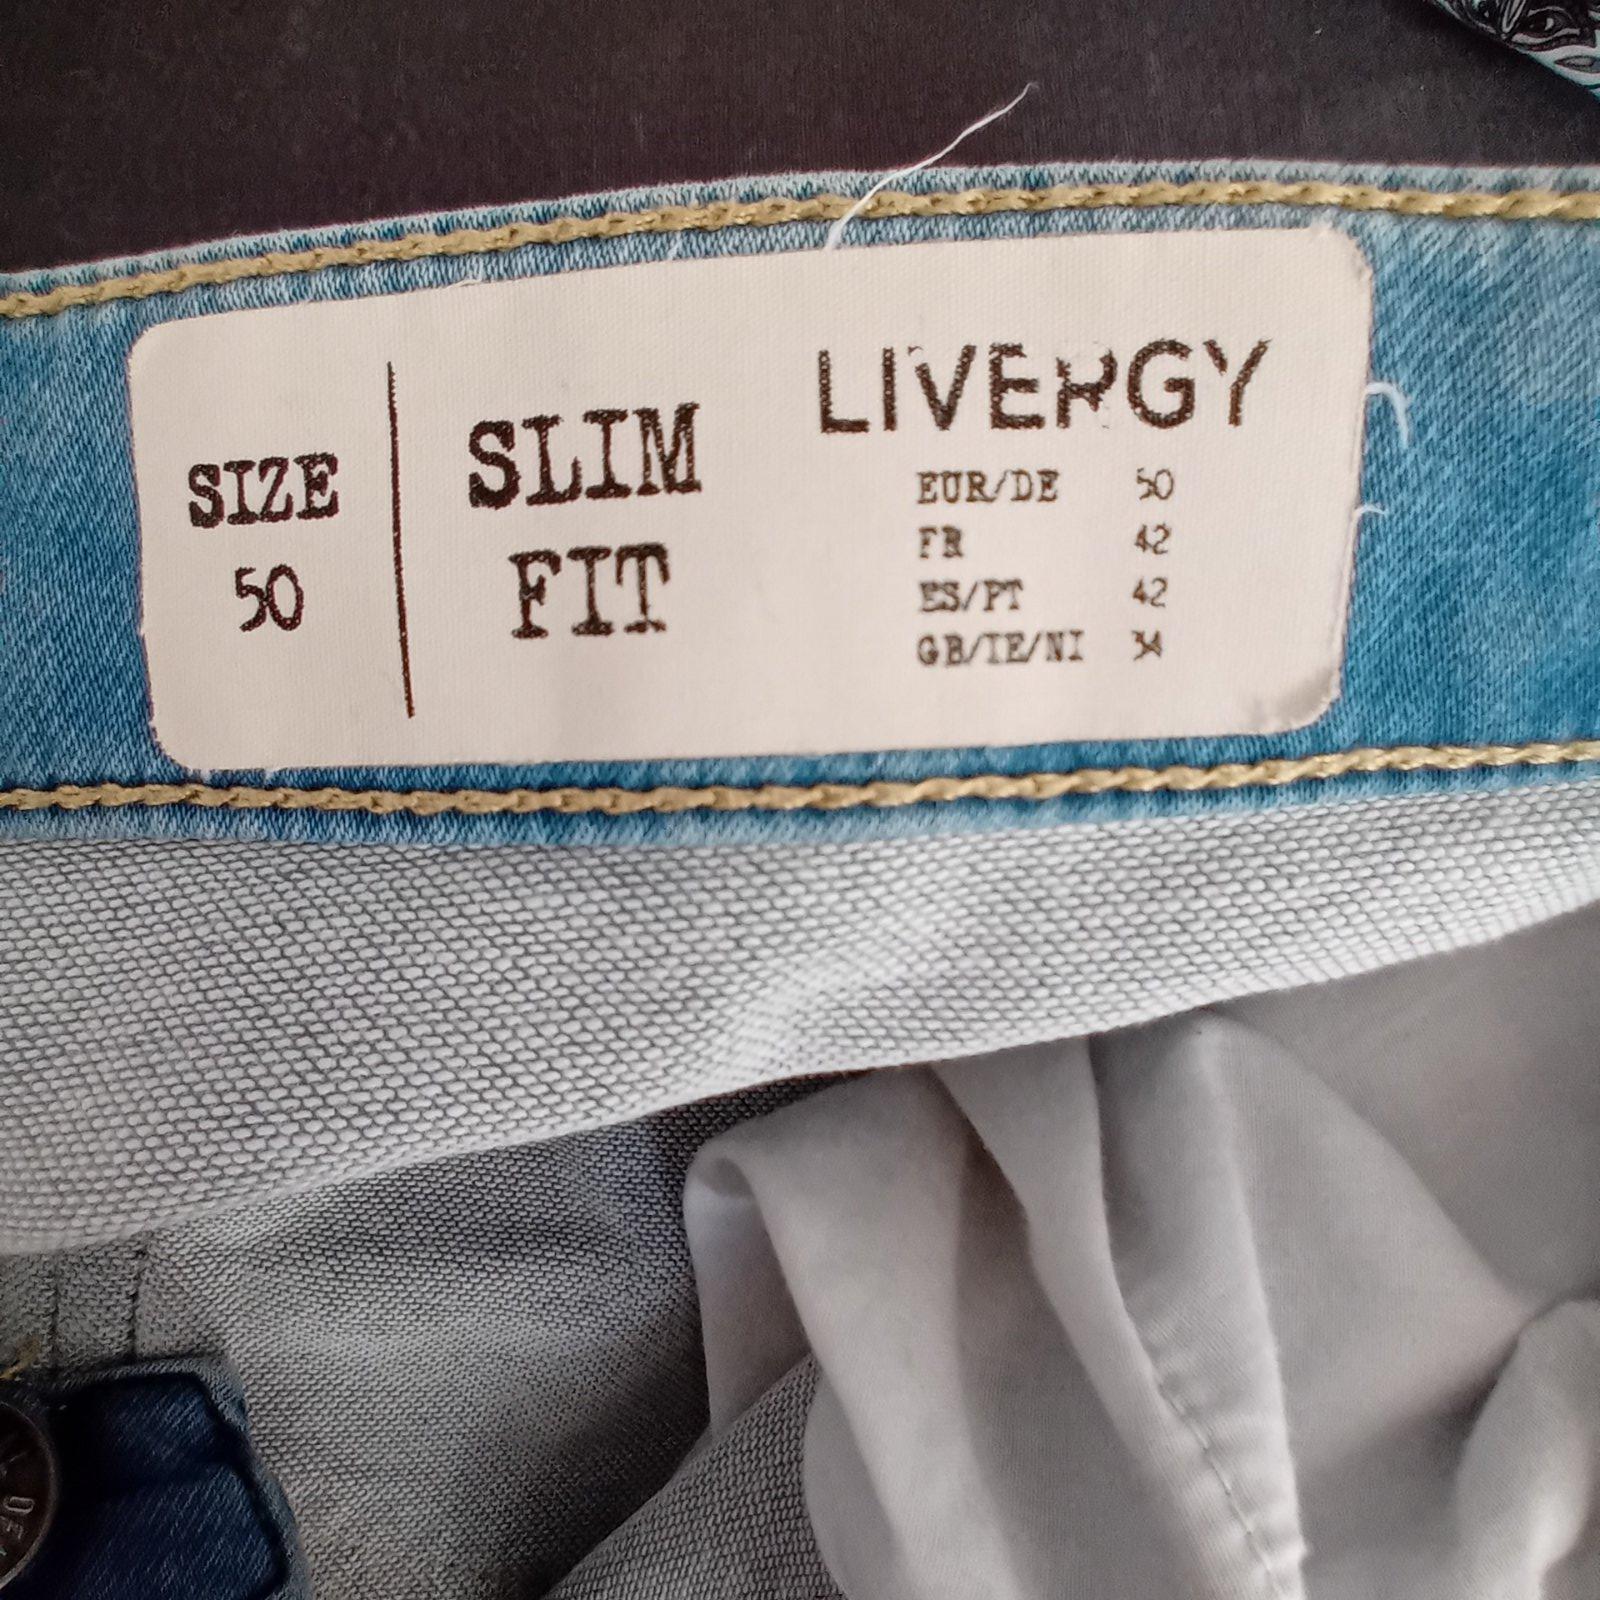 SIZE
50
SLIM
FIT
LIVERGY
EUR/DE 50
FR 42
ES/PT 42
GB/IE/NI 34